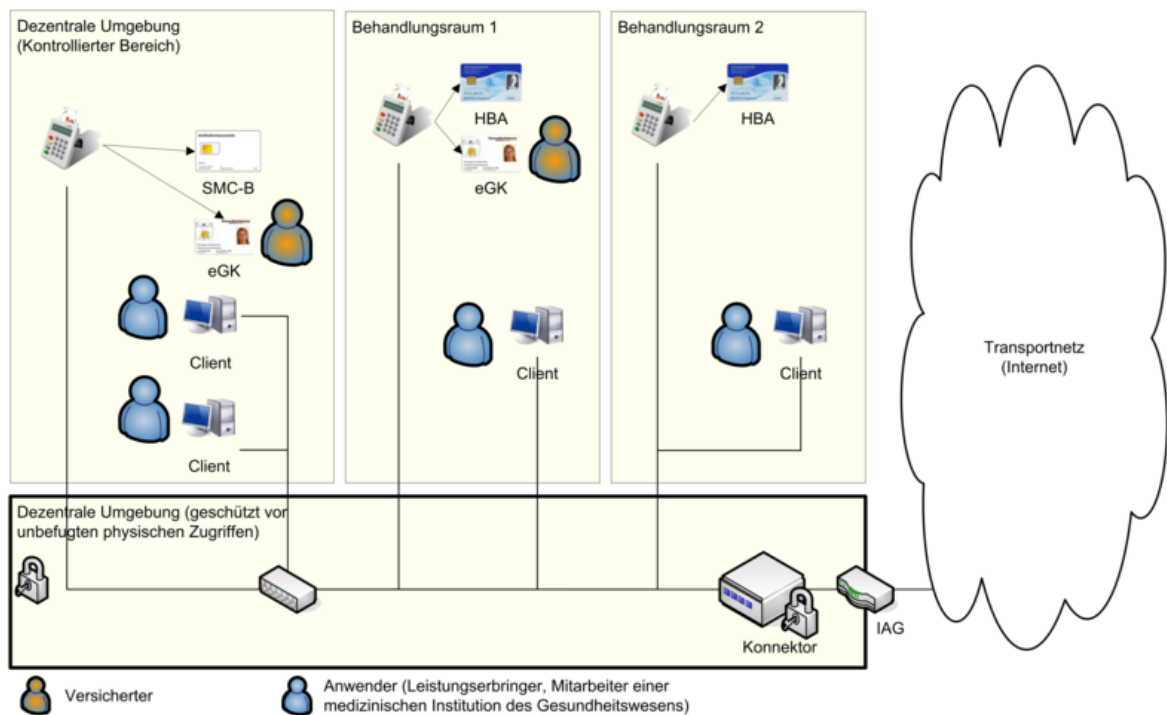 Dezentrale Umgebung
(Kontrollierter Bereich)
SMC-B
eGK
Client
Client
Behandlungsraum 1
HBA
eGK
Client
Behandlungsraum 2
HBA
Client
Transportnetz
(Internet)
Dezentrale Umgebung (geschützt vor
unbefugten physischen Zugriffen)
Konnektor
IAG
Versicherter
Anwender (Leistungserbringer, Mitarbeiter einer
medizinischen Institution des Gesundheitswesens)